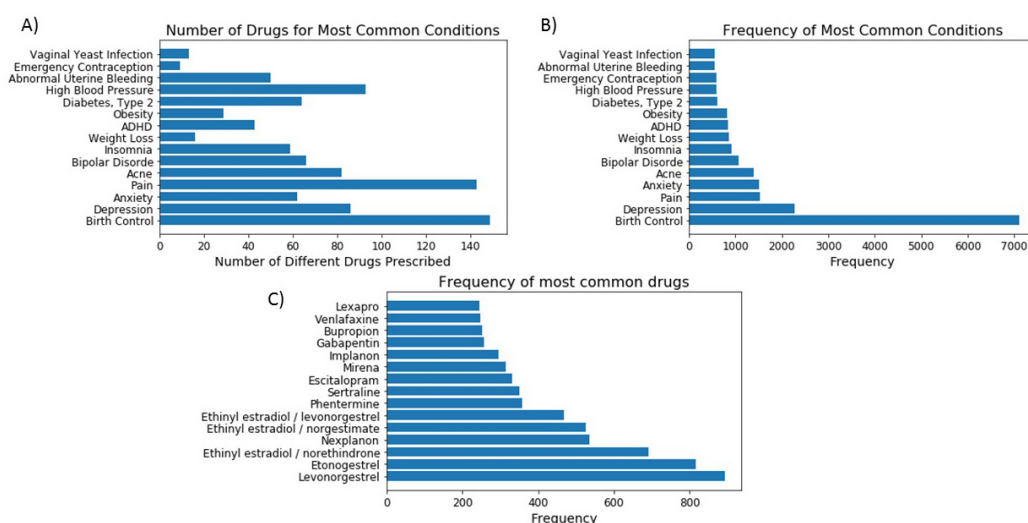 A)
Number of Drugs for Most Common Conditions
Vaginal Yeast Infection
Emergency Contraception
Abnormal Uterine Bleeding
High Blood Pressure
Diabetes, Type 2
Obesity
ADHD
Weight Loss
Insomnia
Bipolar Disorde
Acne
Pain
Anxiety
Depression
Birth Control
0 20 40 60 80 100 120 140
Number of Different Drugs Prescribed
B)
Frequency of Most Common Conditions
Vaginal Yeast Infection
Abnormal Uterine Bleeding
Emergency Contraception
High Blood Pressure
Diabetes, Type 2
Obesity
ADHD
Weight Loss
Insomnia
Bipolar Disorde
Acne
Anxiety
Pain
Depression
Birth Control
0 1000 2000 3000 4000 5000 6000 7000
Frequency
C)
Frequency of most common drugs
Lexapro
Venlafaxine
Bupropion
Gabapentin
Implanon
Mirena
Escitalopram
Sertraline
Phentermine
Ethinyl estradiol / levonorgestrel
Ethinyl estradiol / norgestimate
Nexplanon
Ethinyl estradiol / norethindrone
Etonogestrel
Levonorgestrel
0 200 400 600 800
Frequency